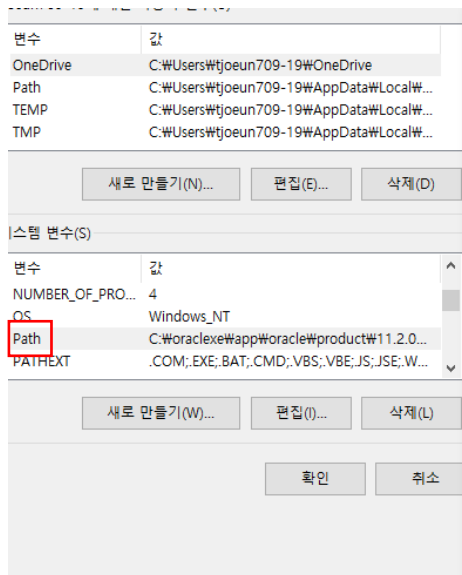 변수 값
OneDrive C:₩Users₩tjoeun709-19₩OneDrive
Path C:₩Users₩tjoeun709-19₩AppData₩Local₩...
TEMP C:₩Users₩tjoeun709-19₩AppData₩Local₩...
TMP C:₩Users₩tjoeun709-19₩AppData₩Local₩...
새로 만들기(N)... 편집(E)... 삭제(D)
스템 변수(S)
변수 값
NUMBER_OF_PRO... 4
OS Windows_NT
Path C:₩oraclexe₩app₩oracle₩product₩11.2.0...
PATHEXT .COM;.EXE;.BAT;.CMD;.VBS;.VBE;.JS;.JSE;.W...
새로 만들기(W)... 편집(I)... 삭제(L)
확인 취소